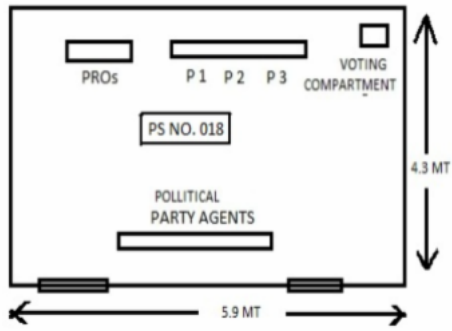 PROs
P 1 P 2 P 3
VOTING
COMPARTMENT
PS NO. 018
4.3 MT
POLLITICAL
PARTY AGENTS
5.9 MT